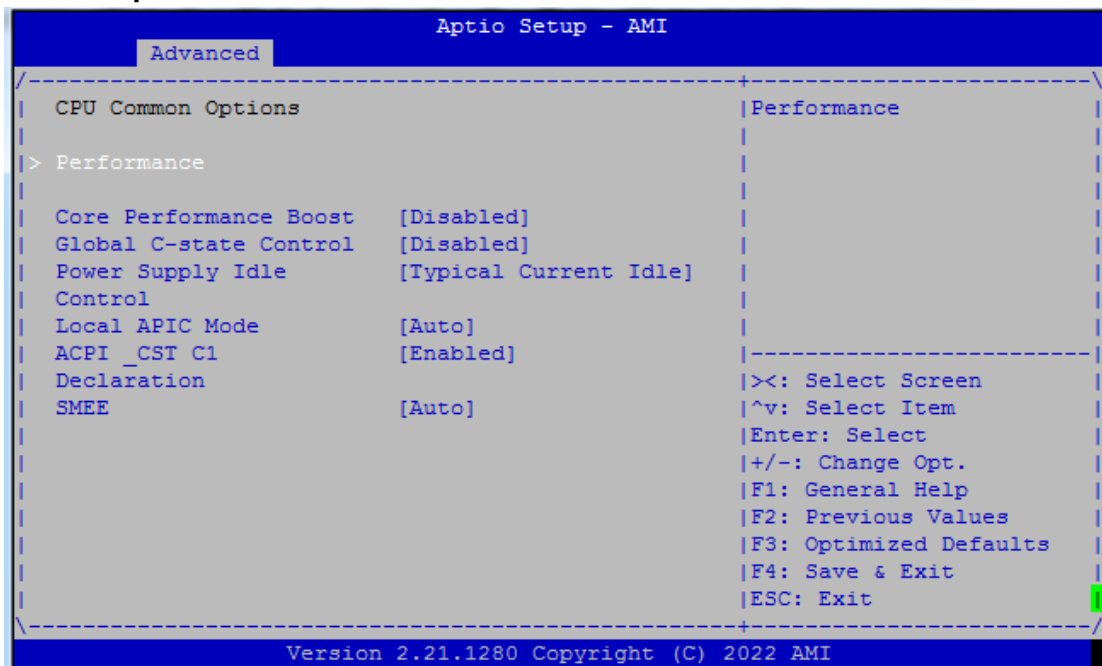 Aptio Setup - AMI
Advanced
CPU Common Options
Performance
> Performance
Core Performance Boost [Disabled]
Global C-state Control [Disabled]
Power Supply Idle [Typical Current Idle]
Control
Local APIC Mode [Auto]
ACPI _CST C1 [Enabled]
Declaration
><: Select Screen
SMEE [Auto]
^v: Select Item
Enter: Select
+/-: Change Opt.
F1: General Help
F2: Previous Values
F3: Optimized Defaults
F4: Save & Exit
ESC: Exit
Version 2.21.1280 Copyright (C) 2022 AMI